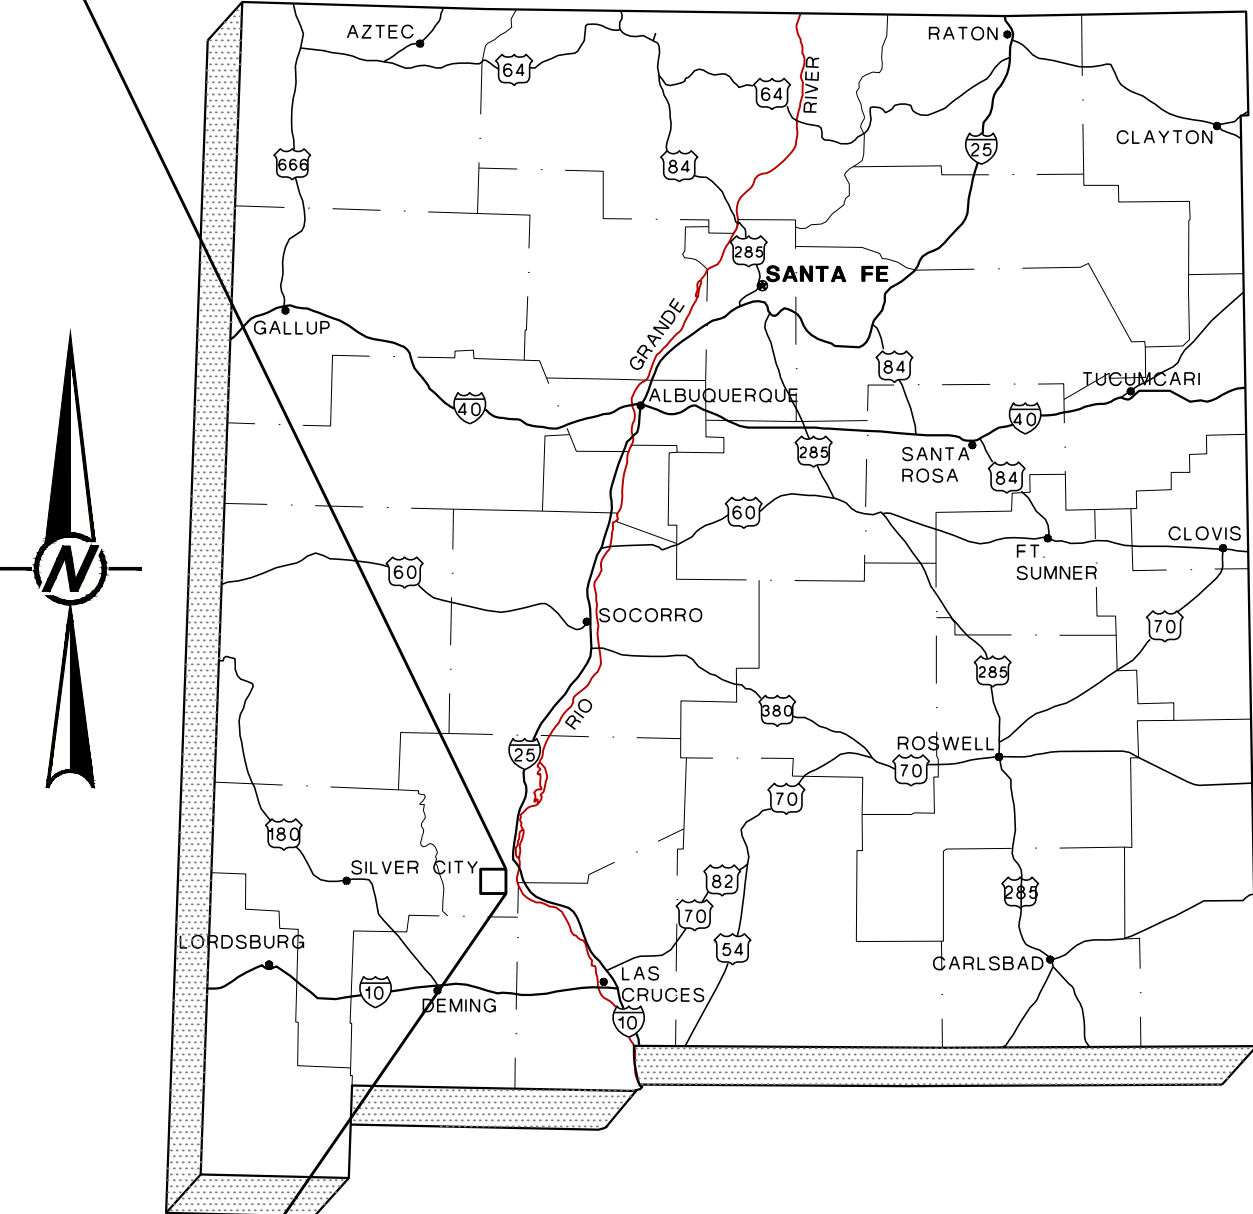 AZTEC
RATON
64
64
RIVER
CLAYTON
25
666
84
285
SANTA FE
GALLUP
GRANDE
84
TUCUMCARI
40
ALBUQUERQUE
40
285
SANTA
ROSA
84
60
CLOVIS
FT.
SUMNER
60
SOCORRO
70
285
RIO
380
25
ROSWELL
70
70
180
SILVER CITY
82
285
70
LORDSBURG
54
CARLSBAD
LAS
CRUCES
10
DEMING
10
N